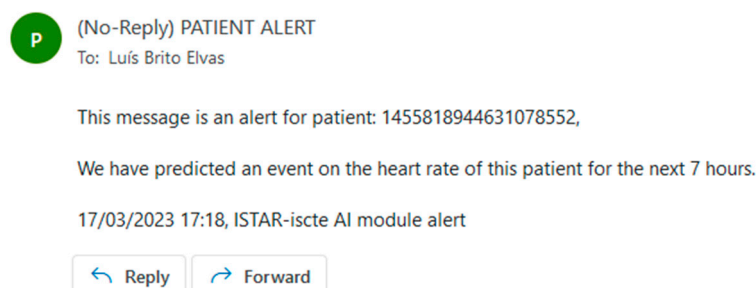 P
(No-Reply) PATIENT ALERT
To: Luís Brito Elvas
This message is an alert for patient: 1455818944631078552,
We have predicted an event on the heart rate of this patient for the next 7 hours.
17/03/2023 17:18, ISTAR-iscte AI module alert
Reply Forward